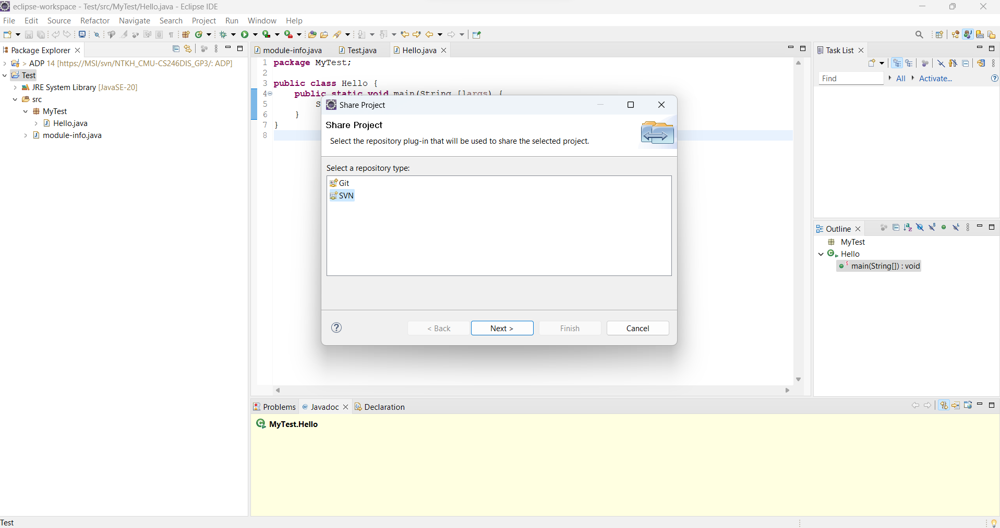 eclipse-workspace - Test/src/MyTest/Hello.java - Eclipse IDE
File Edit Source Refactor Navigate Search Project Run Window Help
Package Explorer
> ADP 14 [https://MSI/svn/NTKH_CMU-CS246DIS_GP3/: ADP]
Test
JRE System Library [JavaSE-20]
src
MyTest
Hello.java
module-info.java
module-info.java Test.java Hello.java
1 package MyTest;
2
3 public class Hello {
4 public static void main(String []args) {
5 S
6 }
7 }
8
Share Project
Share Project
Select the repository plug-in that will be used to share the selected project.
Select a repository type:
Git
SVN
< Back Next > Finish Cancel
Task List
Find All Activate...
Outline
MyTest
Hello
main(String[]) : void
Problems @ Javadoc Declaration
MyTest.Hello
Test